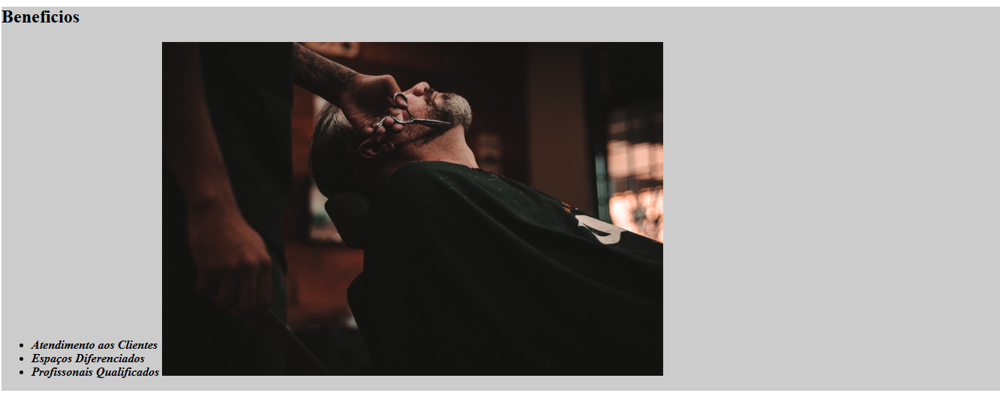 Beneficios
Atendimento aos Clientes
Espaços Diferenciados
Profissonais Qualificados